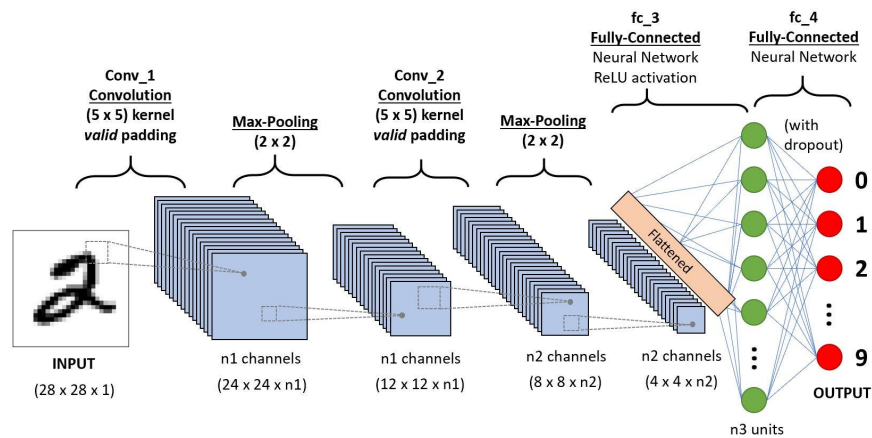 Conv_1
Convolution
(5 x 5) kernel
valid padding
Max-Pooling
(2 x 2)
Conv_2
Convolution
(5 x 5) kernel
valid padding
Max-Pooling
(2 x 2)
fc_3
Fully-Connected
Neural Network
ReLU activation
fc_4
Fully-Connected
Neural Network
(with
dropout)
2
Flattened
0
1
2
9
INPUT
(28 x 28 x 1)
n1 channels
(24 x 24 x n1)
n1 channels
(12 x 12 x n1)
n2 channels
(8 x 8 x n2)
n2 channels
(4 x 4 x n2)
n3 units
OUTPUT